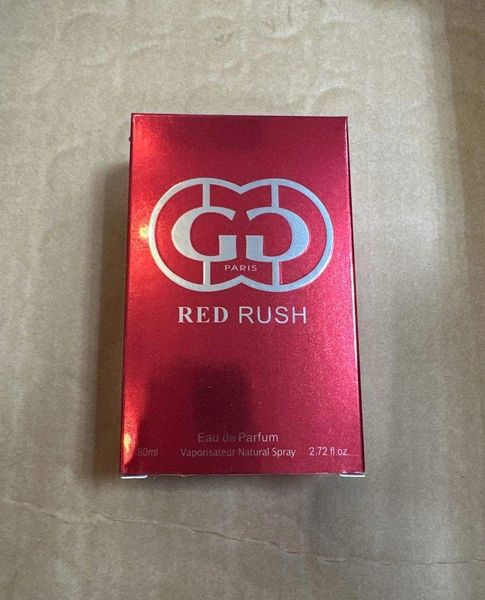 GG
PARIS
RED RUSH
Eau de Parfum
80ml Vaporisateur Natural Spray 2.72 fl oz